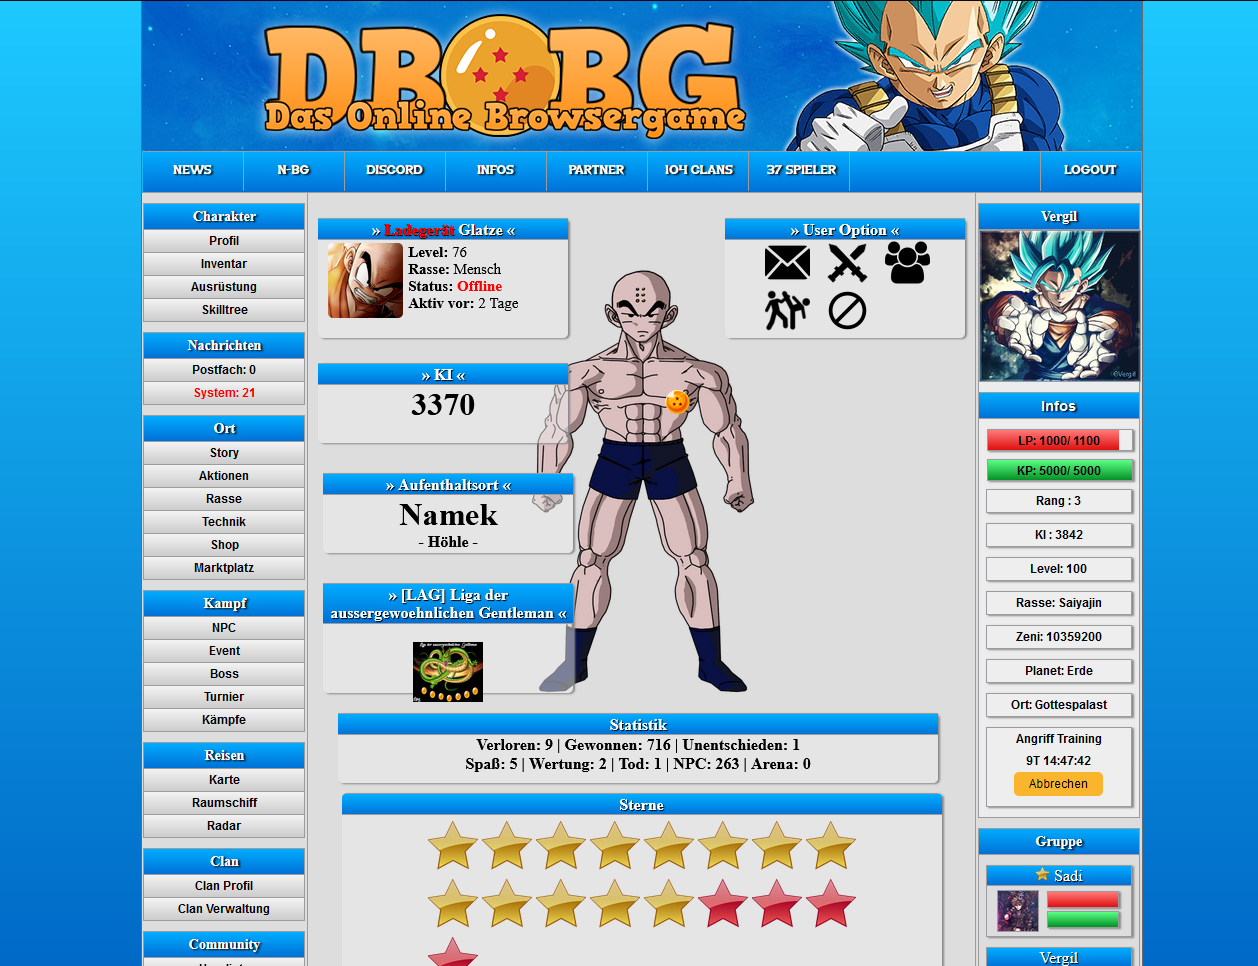 DBBG
Das Online Browsergame
NEWS
N-BG
DISCORD
INFOS
PARTNER
104 CLANS
37 SPIELER
LOGOUT
Charakter
Profil
Inventar
Ausrüstung
Skilltree
Nachrichten
Postfach: 0
System: 21
Ort
Story
Aktionen
Rasse
Technik
Shop
Marktplatz
Kampf
NPC
Event
Boss
Turnier
Kämpfe
Reisen
Karte
Raumschiff
Radar
Clan
Clan Profil
Clan Verwaltung
Community
» Ladegerät Glatze «
Level: 76
Rasse: Mensch
Status: Offline
Aktiv vor: 2 Tage
» User Option «
» KI «
3370
» Aufenthaltsort «
Namek
- Höhle -
» [LAG] Liga der
aussergewoehnlichen Gentleman «
Statistik
Verloren: 9 | Gewonnen: 716 | Unentschieden: 1
Spaß: 5 | Wertung: 2 | Tod: 1 | NPC: 263 | Arena: 0
Sterne
Vergil
©Vergil
Infos
LP: 1000/ 1100
KP: 5000/ 5000
Rang : 3
KI : 3842
Level: 100
Rasse: Saiyajin
Zeni: 10359200
Planet: Erde
Ort: Gottespalast
Angriff Training
9T 14:47:42
Abbrechen
Gruppe
Sadi
Vergil